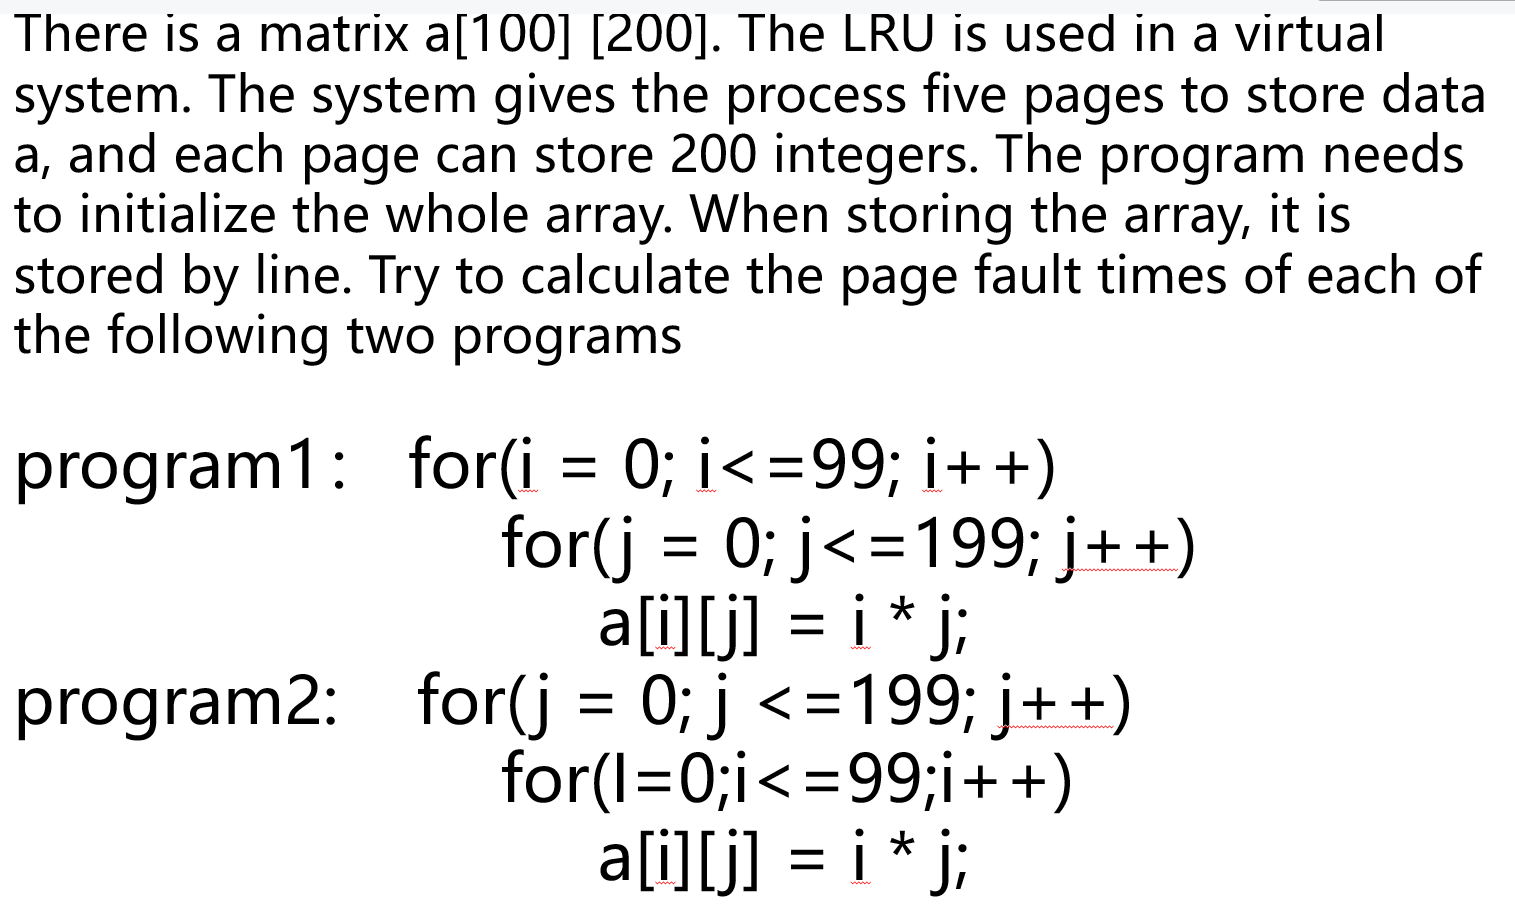 There is a matrix a[100] [200]. The LRU is used in a virtual
system. The system gives the process five pages to store data
a, and each page can store 200 integers. The program needs
to initialize the whole array. When storing the array, it is
stored by line. Try to calculate the page fault times of each of
the following two programs
program1: for(i = 0; i<=99; i++)
for(j = 0; j<=199; j++)
a[i][j] = i * j;
program2: for(j = 0; j <=199; j++)
for(I=0;i<=99;i++)
a[i][j] = i * j;